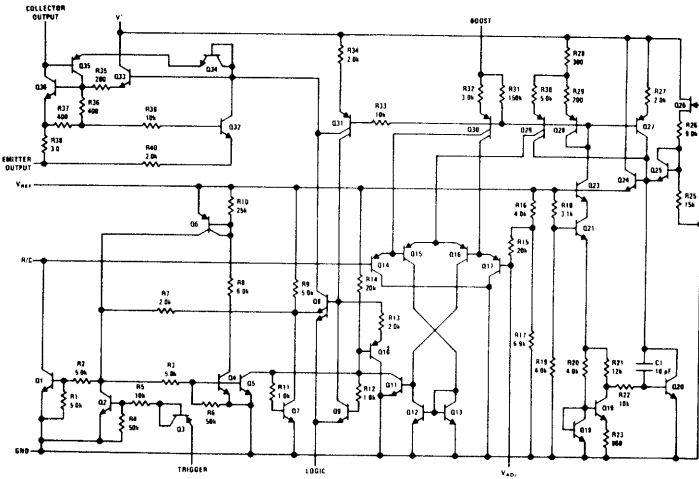 COLLECTOR
OUTPUT
V+
BOOST
Q35
Q36
R35
200
Q33
Q34
R34
2.0k
R37
400
R36
400
R39
10k
Q32
R38
3.0
R40
2.0k
EMITTER
OUTPUT
Q31
R33
10k
R32
3.0k
R31
150k
Q30
R30
5.0k
R28
300
R29
200
Q29
Q28
R27
2.0k
Q27
Q26
R26
9.0k
Q25
R25
15k
Q24
Q23
VREF
Q6
R10
25k
R16
4.0k
R18
3.1k
Q21
R15
20k
R/C
Q14
Q15
Q16
Q17
R8
6.0k
R9
5.0k
R14
20k
R7
2.0k
Q8
R13
2.0k
R17
6.9k
R19
4.0k
R20
4.0k
R21
12k
C1
10 pF
R2
5.0k
R3
5.0k
Q1
R1
5.0k
Q2
R5
10k
R4
50k
Q3
R6
50k
Q4
Q5
R11
1.0k
Q7
Q9
R12
1.0k
Q11
Q12
Q13
Q18
Q19
R22
10k
Q20
R23
GND
TRIGGER
LOGIC
VADJ